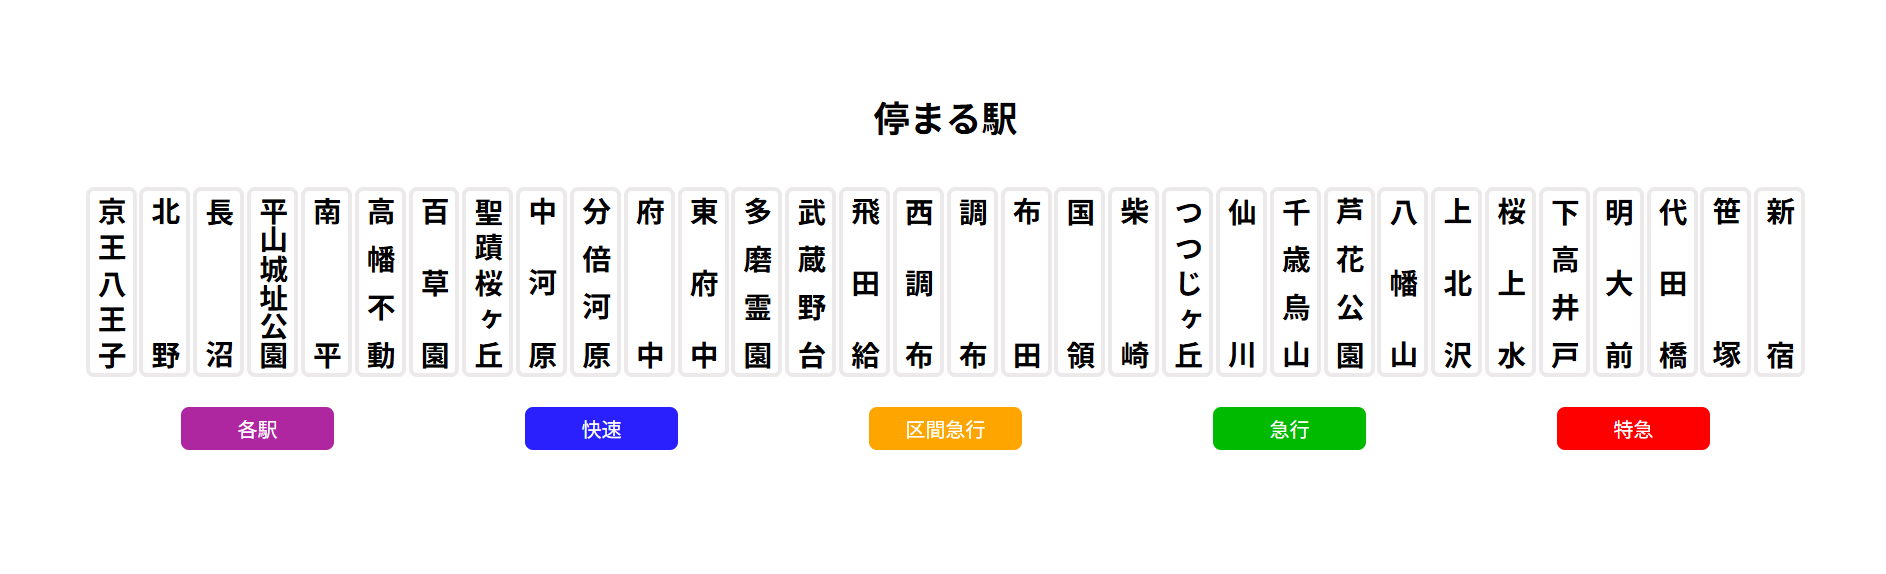 停まる駅
京王八王子
北野
長沼
平山城址公園
南平
高幡不動
百草園
聖蹟桜ヶ丘
中河原
分倍河原
府中
東府中
多磨霊園
武蔵野台
飛田給
西調布
調布
布田
国領
柴崎
つつじヶ丘
仙川
千歳烏山
芦花公園
八幡山
上北沢
桜上水
下高井戸
明大前
代田橋
笹塚
新宿
各駅
快速
区間急行
急行
特急